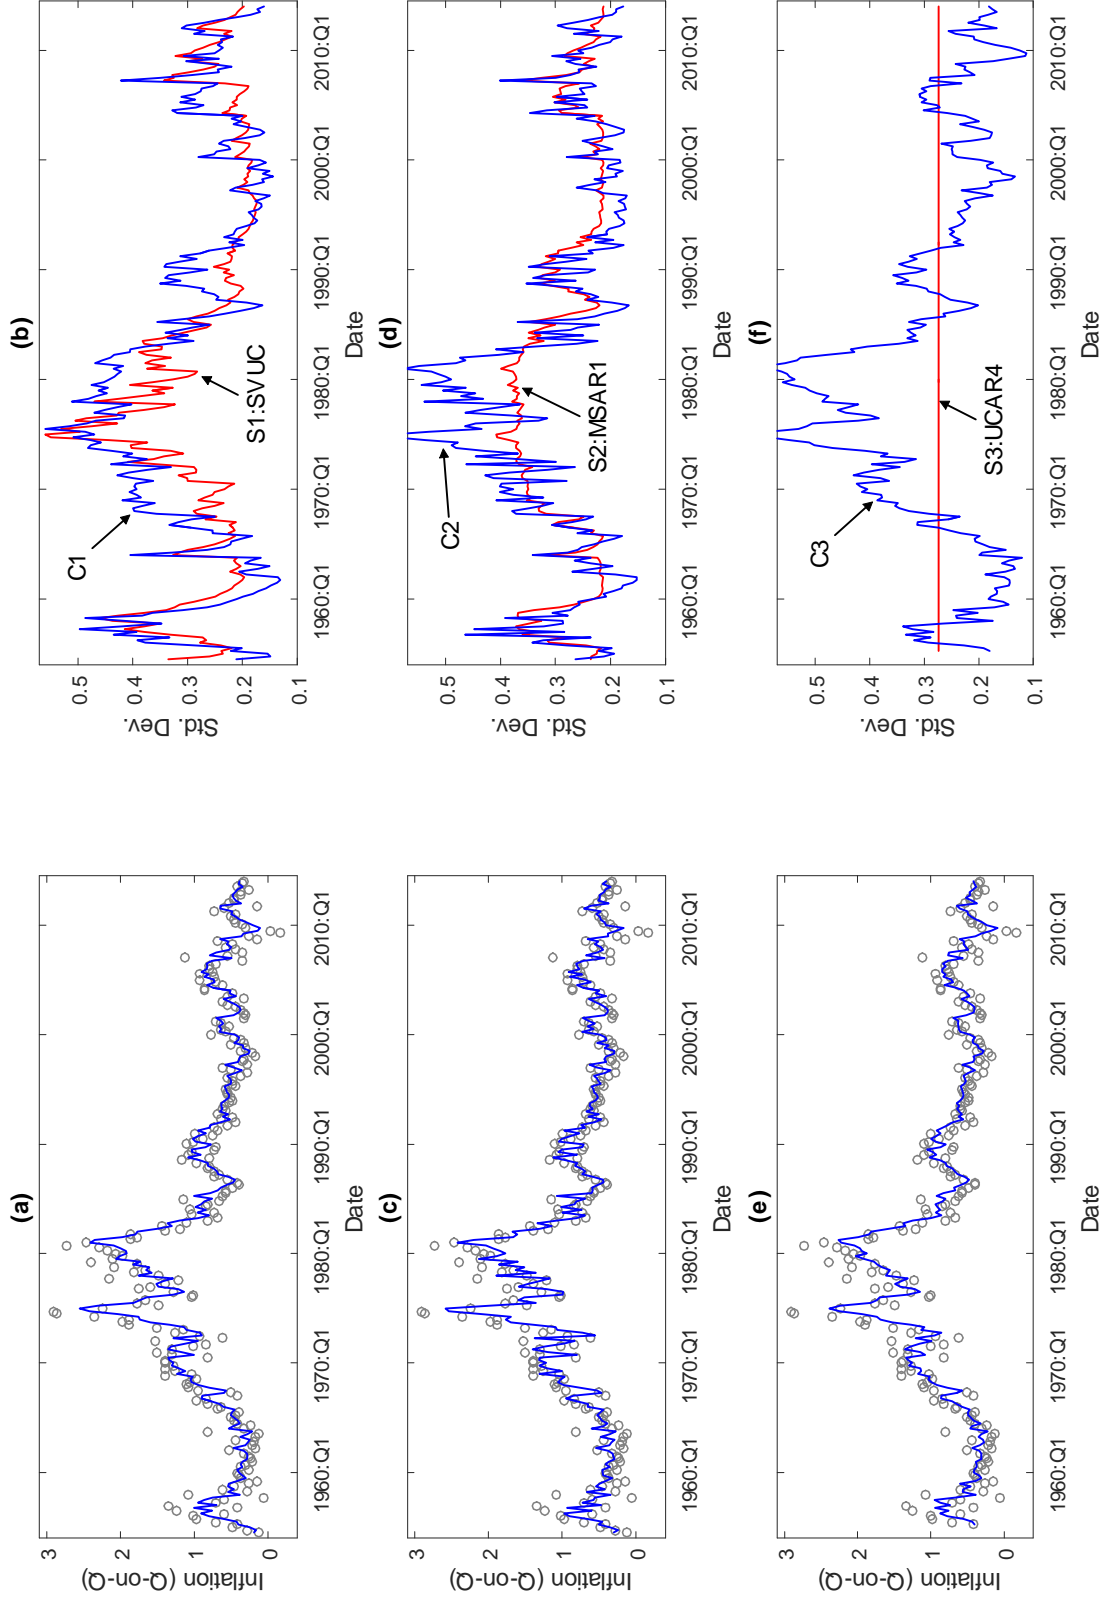 (a)
3
2
1
0
Inflation (Q-on-Q)
1960:Q1 1970:Q1 1980:Q1 1990:Q1 2000:Q1 2010:Q1
Date
(b)
0.5
0.4
0.3
0.2
0.1
Std. Dev.
C1
S1:SV UC
1960:Q1 1970:Q1 1980:Q1 1990:Q1 2000:Q1 2010:Q1
Date
(c)
3
2
1
0
Inflation (Q-on-Q)
1960:Q1 1970:Q1 1980:Q1 1990:Q1 2000:Q1 2010:Q1
Date
(d)
0.5
0.4
0.3
0.2
0.1
Std. Dev.
C2
S2:MSAR1
1960:Q1 1970:Q1 1980:Q1 1990:Q1 2000:Q1 2010:Q1
Date
(e)
3
2
1
0
Inflation (Q-on-Q)
1960:Q1 1970:Q1 1980:Q1 1990:Q1 2000:Q1 2010:Q1
Date
(f)
0.5
0.4
0.3
0.2
0.1
Std. Dev.
C3
S3:UCAR4
1960:Q1 1970:Q1 1980:Q1 1990:Q1 2000:Q1 2010:Q1
Date